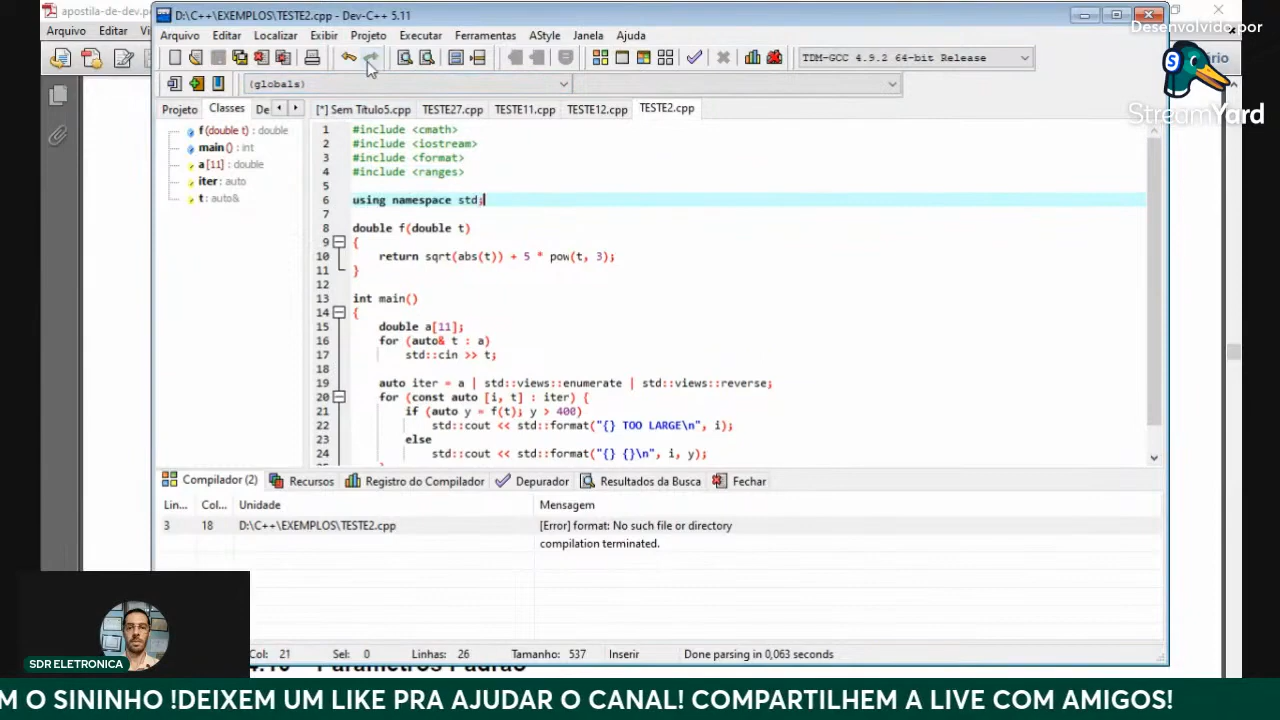 apostila-de-dev.p
D:\C++\EXEMPLOS\TESTE2.cpp - Dev-C++ 5.11
Desenvolvido por
StreamYard
Arquivo Editar
Arquivo Editar Localizar Exibir Projeto Executar Ferramentas AStyle Janela Ajuda
TDM-GCC 4.9.2 64-bit Release
(globals)
Projeto Classes De
[*] Sem Título5.cpp TESTE27.cpp TESTE11.cpp TESTE12.cpp TESTE2.cpp
f (double t) : double
main () : int
a [11] : double
iter : auto
t : auto&
1 #include <cmath>
2 #include <iostream>
3 #include <format>
4 #include <ranges>
5
6 using namespace std;
7
8 double f(double t)
9 {
10 return sqrt(abs(t)) + 5 * pow(t, 3);
11 }
12
13 int main()
14 {
15 double a[11];
16 for (auto& t : a)
17 std::cin >> t;
18
19 auto iter = a | std::views::enumerate | std::views::reverse;
20 for (const auto [i, t] : iter) {
21 if (auto y = f(t); y > 400)
22 std::cout << std::format("{} TOO LARGE\n", i);
23 else
24 std::cout << std::format("{} {}\n", i, y);
Compilador (2) Recursos Registro do Compilador Depurador Resultados da Busca Fechar
Lin... Col... Unidade Mensagem
3 18 D:\C++\EXEMPLOS\TESTE2.cpp [Error] format: No such file or directory
compilation terminated.
Col: 21 Sel: 0 Linhas: 26 Tamanho: 537 Inserir Done parsing in 0,063 seconds
SDR ELETRONICA
M O SININHO !DEIXEM UM LIKE PRA AJUDAR O CANAL! COMPARTILHEM A LIVE COM AMIGOS!